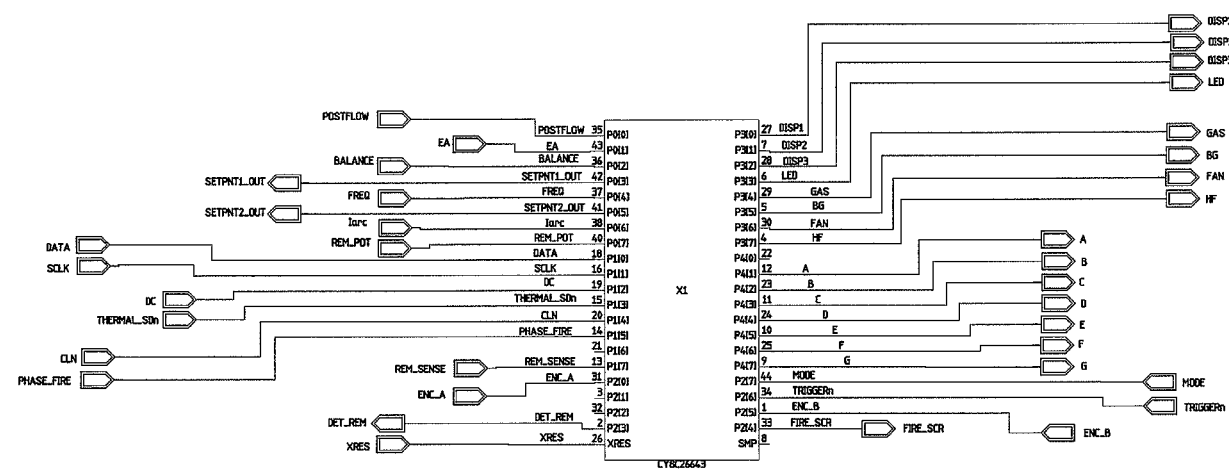 DISP1
DISP
DISP
LED
POSTFLOW
POSTFLOW 35 P0[0]
P3[0] 27 DISP1
EA
EA 43 P0[1]
P3[1] 7 DISP2
GAS
BALANCE
BALANCE 36 P0[2]
P3[2] 28 DISP3
BG
SETPNT1_OUT
SETPNT1_OUT 42 P0[3]
P3[3] 6 LED
FAN
FREQ
FREQ 37 P0[4]
P3[4] 29 GAS
HF
SETPNT2_OUT
SETPNT2_OUT 41 P0[5]
P3[5] 5 BG
Iarc
Iarc 38 P0[6]
P3[6] 30 FAN
REM_POT
REM_POT 40 P0[7]
P3[7] 4 HF
A
DATA
DATA 18 P1[0]
P4[0] 22
B
SCLK
SCLK 16 P1[1]
P4[1] 12 A
DC
DC 19 P1[2]
X1
P4[2] 23 B
C
THERMAL_SDn
THERMAL_SDn 15 P1[3]
P4[3] 11 C
D
CLN
CLN 20 P1[4]
P4[4] 24 D
E
PHASE_FIRE
PHASE_FIRE 14 P1[5]
P4[5] 10 E
F
21 P1[6]
P4[6] 25 F
G
REM_SENSE
REM_SENSE 13 P1[7]
P4[7] 9 G
ENC_A
ENC_A 31 P2[0]
P2[7] 44 MODE
MODE
3 P2[1]
P2[6] 34 TRIGGERn
TRIGGERn
32 P2[2]
P2[5] 1 ENC_B
ENC_B
DET_REM
DET_REM 2 P2[3]
P2[4] 33 FIRE_SCR
FIRE_SCR
XRES
XRES 26 XRES
SMP 8
CY8C26643